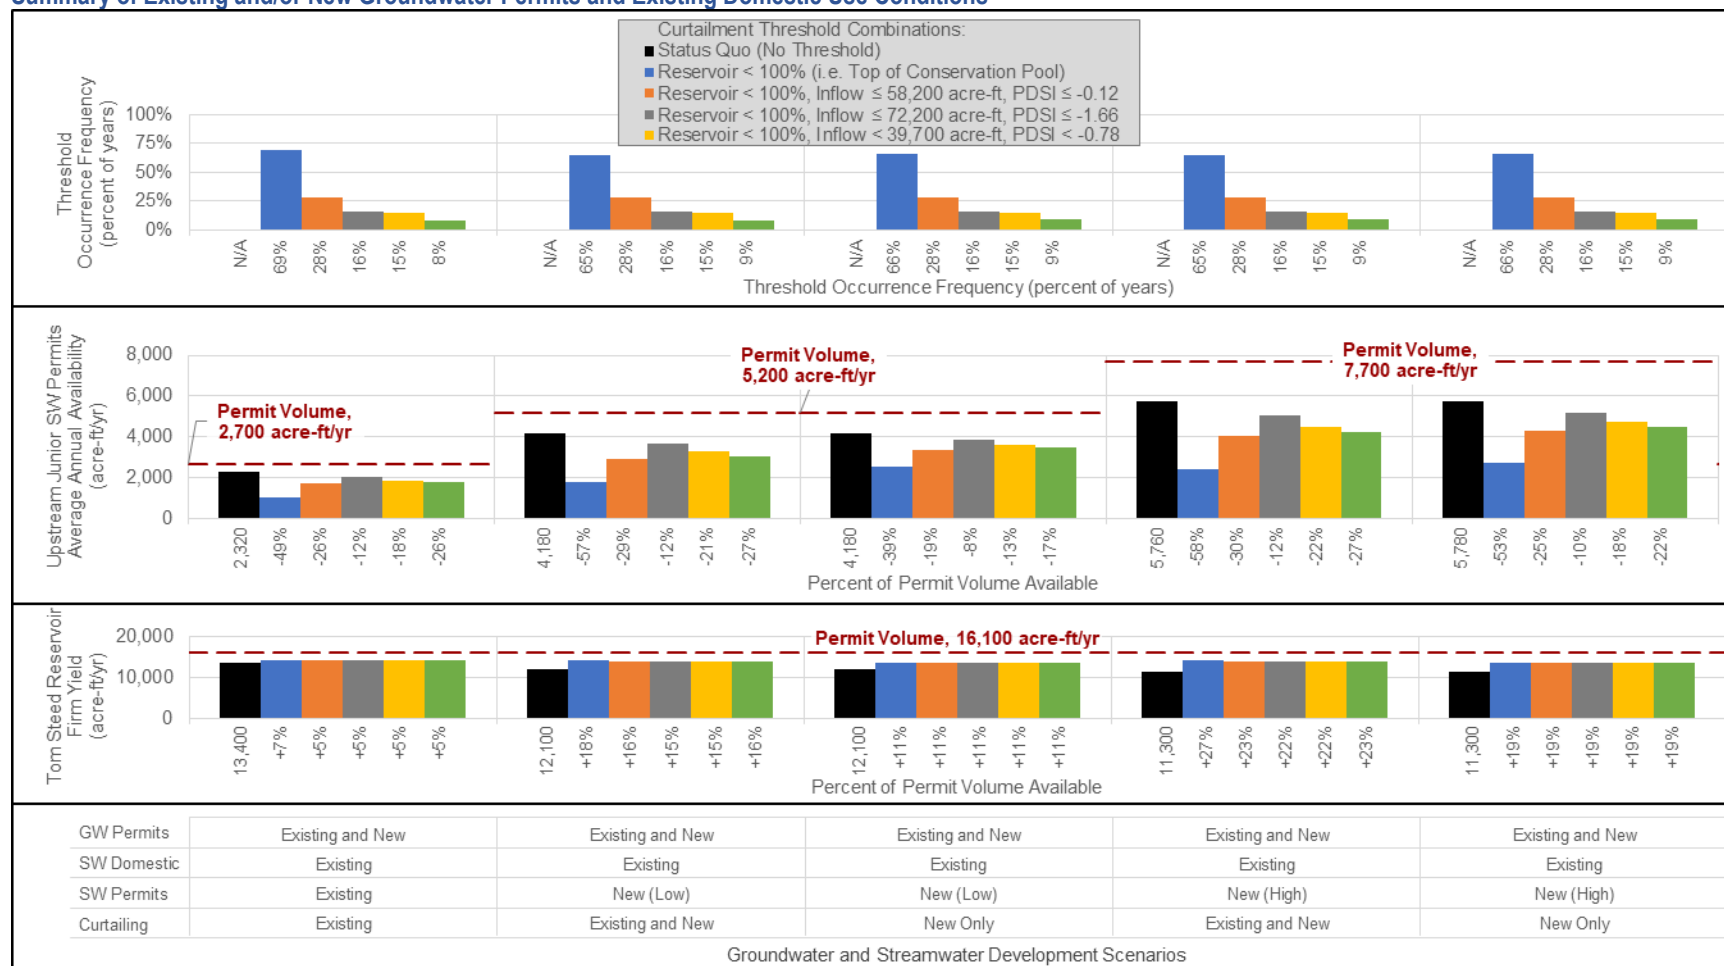 Summary of Existing and/or New Groundwater Permits and Existing Domestic Use Conditions
Curtailment Threshold Combinations:
Status Quo (No Threshold)
Reservoir < 100% (i.e. Top of Conservation Pool)
Reservoir < 100%, Inflow ≤ 58,200 acre-ft, PDSI ≤ -0.12
Reservoir < 100%, Inflow ≤ 72,200 acre-ft, PDSI ≤ -1.66
Reservoir < 100%, Inflow < 39,700 acre-ft, PDSI < -0.78
Threshold
Occurrence Frequency
(percent of years)
100%
75%
50%
25%
0%
N/A 69% 28% 16% 15% 8% N/A 65% 28% 16% 15% 9% N/A 66% 28% 16% 15% 9% N/A 65% 28% 16% 15% 9% N/A 66% 28% 16% 15% 9%
Threshold Occurrence Frequency (percent of years)
Upstream Junior SW Permits
Average Annual Availability
(acre-ft/yr)
8,000
6,000
4,000
2,000
0
Permit Volume,
2,700 acre-ft/yr
Permit Volume,
5,200 acre-ft/yr
Permit Volume,
7,700 acre-ft/yr
2,320 -49% -26% -12% -18% -26% 4,180 -57% -29% -12% -21% -27% 4,180 -39% -19% -8% -13% -17% 5,760 -58% -30% -12% -22% -27% 5,780 -53% -25% -10% -18% -22%
Percent of Permit Volume Available
Tom Steed Reservoir
Firm Yield
(acre-ft/yr)
20,000
10,000
0
Permit Volume, 16,100 acre-ft/yr
13,400 +7% +5% +5% +5% +5% 12,100 +18% +16% +15% +15% +16% 12,100 +11% +11% +11% +11% +11% 11,300 +27% +23% +22% +22% +23% 11,300 +19% +19% +19% +19% +19%
Percent of Permit Volume Available
GW Permits Existing and New Existing and New Existing and New Existing and New Existing and New
SW Domestic Existing Existing Existing Existing Existing
SW Permits Existing New (Low) New (Low) New (High) New (High)
Curtailing Existing Existing and New New Only Existing and New New Only
Groundwater and Streamwater Development Scenarios